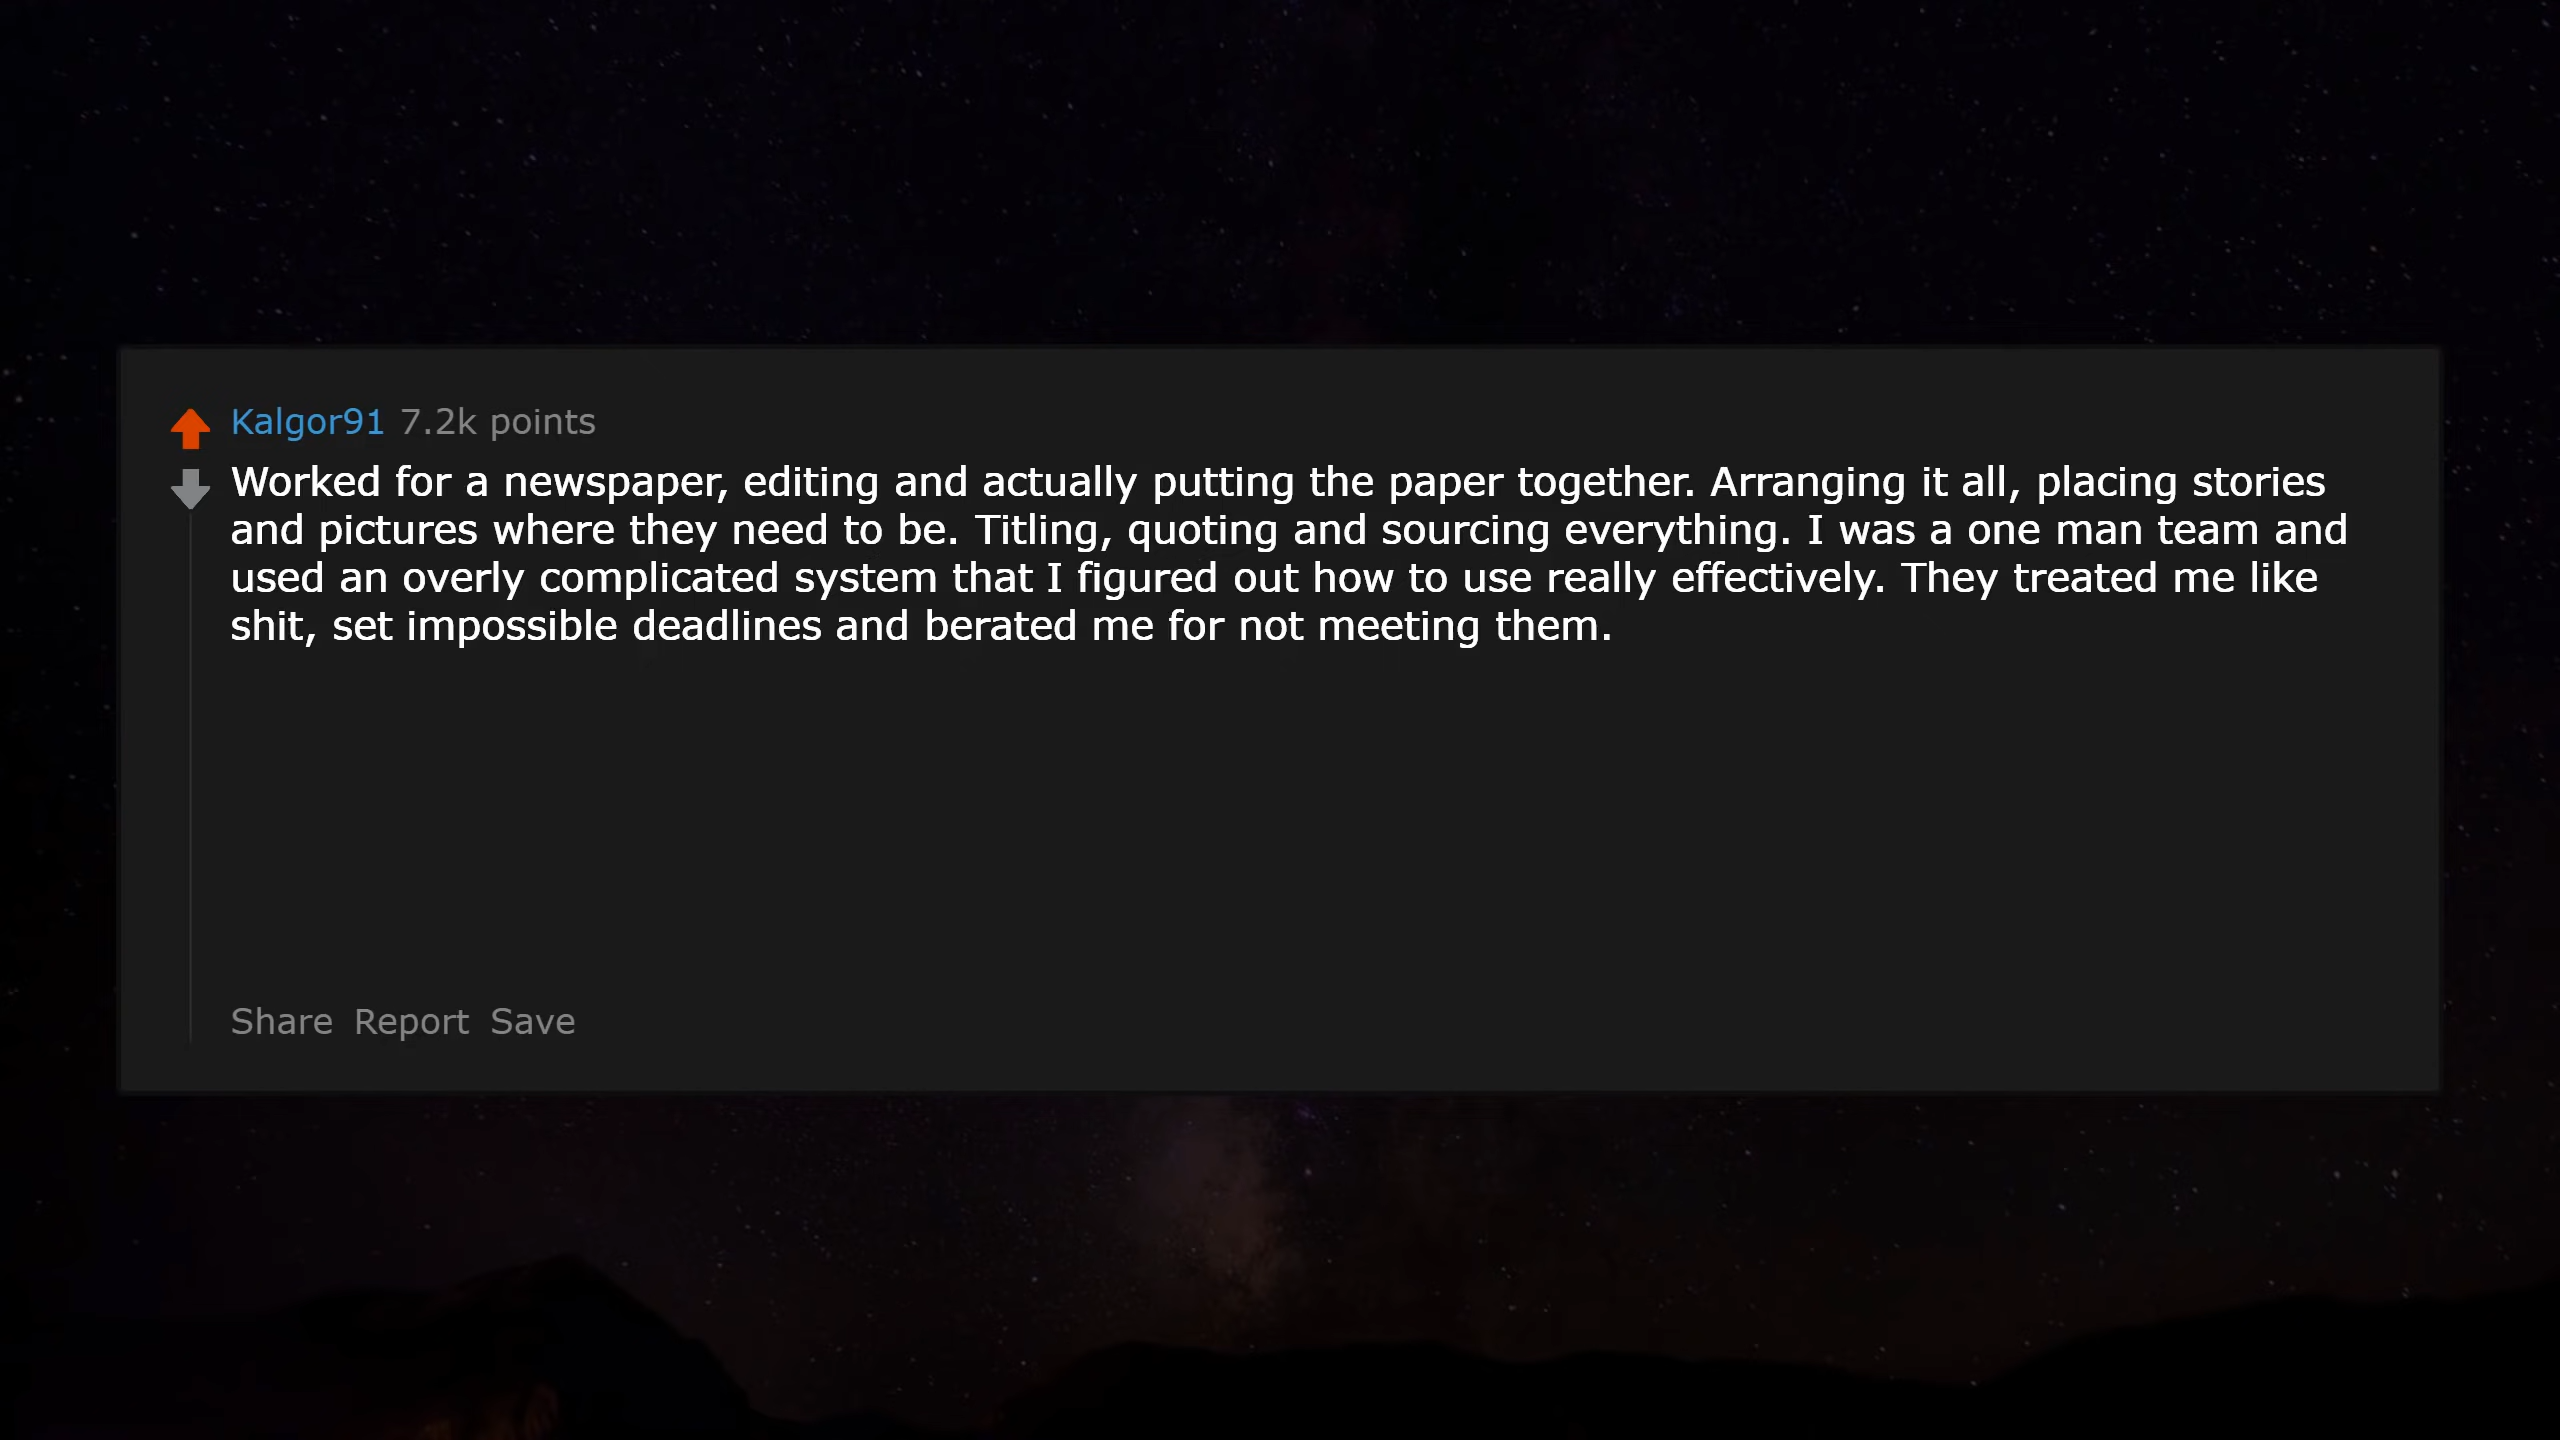 Kalgor91 7.2k points
Worked for a newspaper, editing and actually putting the paper together. Arranging it all, placing stories
and pictures where they need to be. Titling, quoting and sourcing everything. I was a one man team and
used an overly complicated system that I figured out how to use really effectively. They treated me like
shit, set impossible deadlines and berated me for not meeting them.
Share Report Save